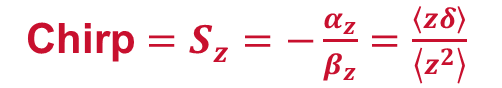 Chirp = S_z = −α_z/β_z = ⟨zδ⟩/⟨z²⟩